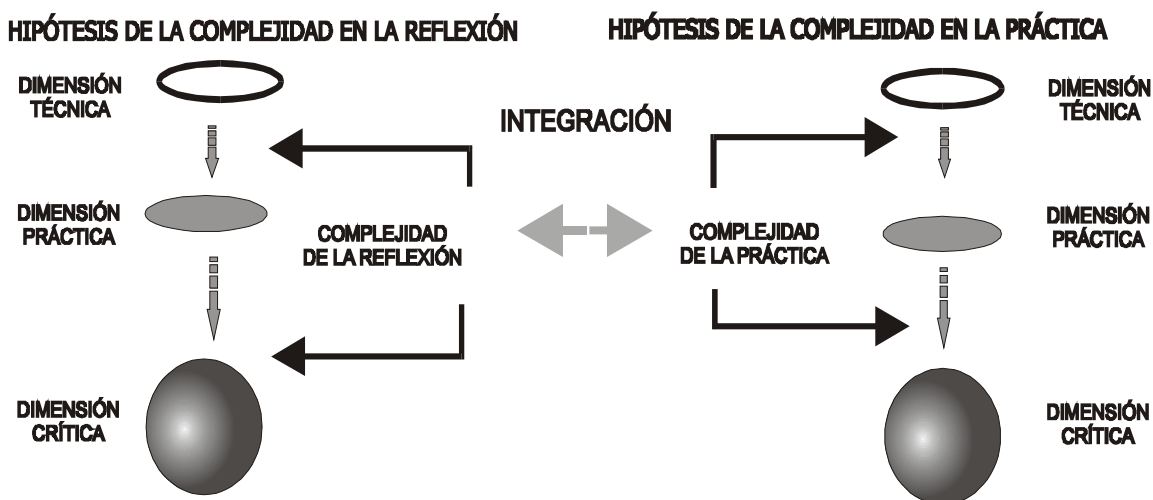 HIPÓTESIS DE LA COMPLEJIDAD EN LA REFLEXIÓN
DIMENSIÓN
TÉCNICA
DIMENSIÓN
PRÁCTICA
COMPLEJIDAD
DE LA REFLEXIÓN
DIMENSIÓN
CRÍTICA
INTEGRACIÓN
HIPÓTESIS DE LA COMPLEJIDAD EN LA PRÁCTICA
DIMENSIÓN
TÉCNICA
COMPLEJIDAD
DE LA PRÁCTICA
DIMENSIÓN
PRÁCTICA
DIMENSIÓN
CRÍTICA